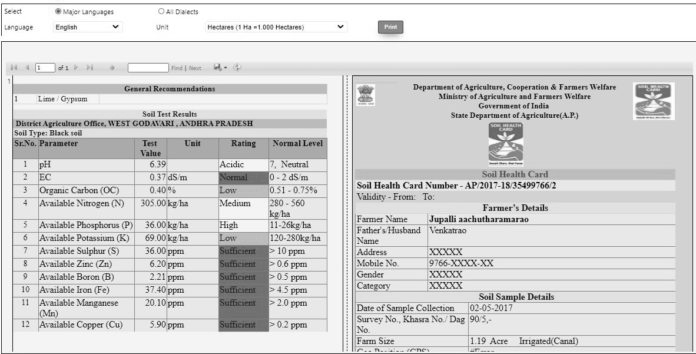 Select Major Languages All Dialects
Language English Unit Hectares (1 Ha =1.000 Hectares) Print
1 of 1 Find | Next
1
General Recommendations
1 Lime / Gypsum
Soil Test Results
District Agriculture Office, WEST GODAVARI , ANDHRA PRADESH
Soil Type: Black soil
Sr.No. Parameter Test Value Unit Rating Normal Level
1 pH 6.39 Acidic 7, Neutral
2 EC 0.37 dS/m Normal 0 - 2 dS/m
3 Organic Carbon (OC) 0.40 % Low 0.51 - 0.75%
4 Available Nitrogen (N) 305.00 kg/ha Medium 280 - 560 kg/ha
5 Available Phosphorus (P) 36.00 kg/ha High 11-26kg/ha
6 Available Potassium (K) 69.00 kg/ha Low 120-280kg/ha
7 Available Sulphur (S) 36.00 ppm Sufficient > 10 ppm
8 Available Zinc (Zn) 6.20 ppm Sufficient > 0.6 ppm
9 Available Boron (B) 2.21 ppm Sufficient > 0.5 ppm
10 Available Iron (Fe) 37.40 ppm Sufficient > 4.5 ppm
11 Available Manganese (Mn) 20.10 ppm Sufficient > 2.0 ppm
12 Available Copper (Cu) 5.90 ppm Sufficient > 0.2 ppm
Department of Agriculture, Cooperation & Farmers Welfare
Ministry of Agriculture and Farmers Welfare
Government of India
State Department of Agriculture(A.P.)
SOIL HEALTH CARD
SOIL HEALTH CARD
Soil Health Card
Soil Health Card Number - AP/2017-18/35499766/2
Validity - From: To:
Farmer's Details
Farmer Name Jupalli aachutharamarao
Father's/Husband Name Venkatrao
Address XXXXX
Mobile No. 9766-XXXX-XX
Gender XXXXX
Category XXXXX
Soil Sample Details
Date of Sample Collection 02-05-2017
Survey No., Khasra No./ Dag No. 90/5,-
Farm Size 1.19 Acre Irrigated(Canal)
Geo Position (GPS) #Error